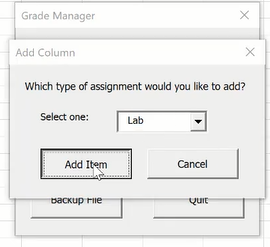 Grade Manager
Add Column
Which type of assignment would you like to add?
Select one: Lab
Add Item Cancel
Backup File Quit